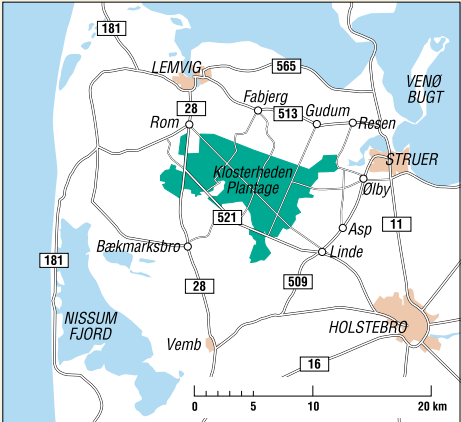 181
LEMVIG
565
VENØ
BUGT
28
Fabjerg
513
Gudum
Rom
Resen
STRUER
Klosterheden
Plantage
Ølby
521
11
Asp
Bækmarksbro
Linde
181
28
509
NISSUM
FJORD
HOLSTEBRO
Vemb
16
0 5 10 20 km